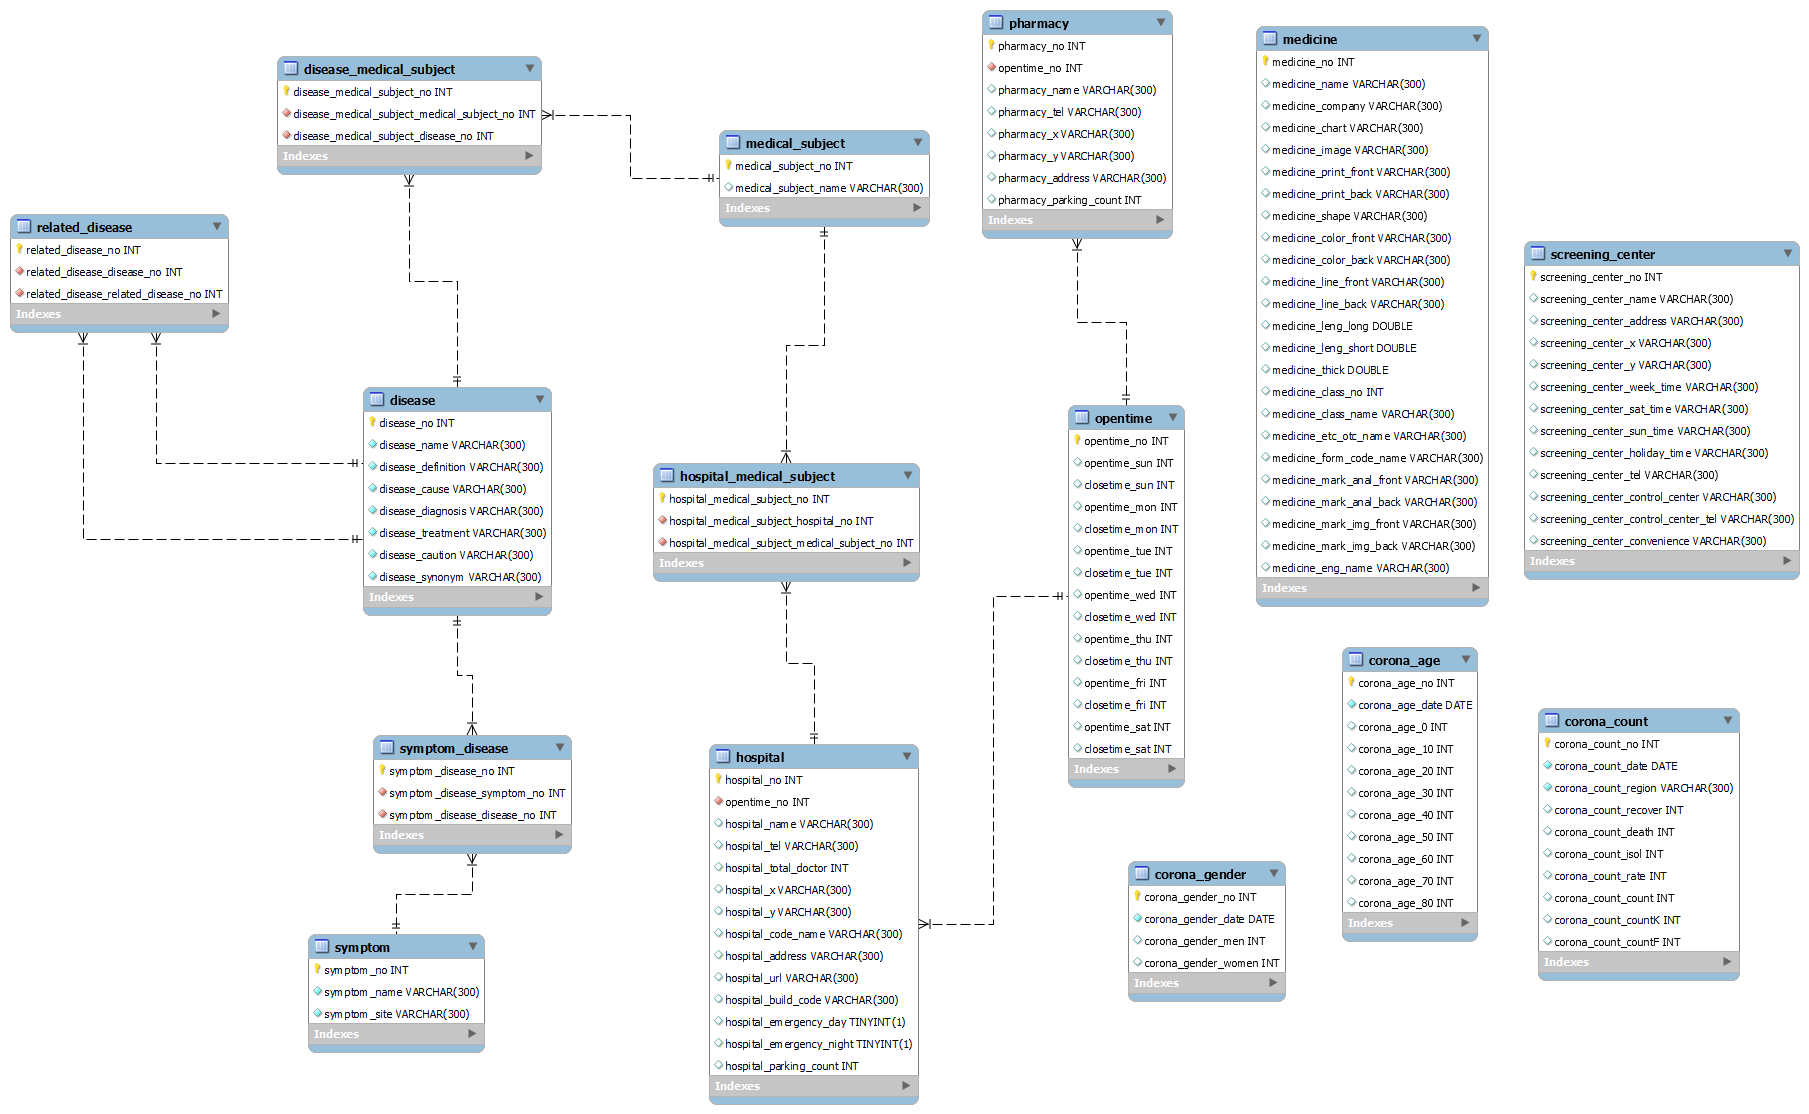 disease_medical_subject
disease_medical_subject_no INT
disease_medical_subject_medical_subject_no INT
disease_medical_subject_disease_no INT
Indexes
related_disease
related_disease_no INT
related_disease_disease_no INT
related_disease_related_disease_no INT
Indexes
disease
disease_no INT
disease_name VARCHAR(300)
disease_definition VARCHAR(300)
disease_cause VARCHAR(300)
disease_diagnosis VARCHAR(300)
disease_treatment VARCHAR(300)
disease_caution VARCHAR(300)
disease_synonym VARCHAR(300)
Indexes
symptom_disease
symptom_disease_no INT
symptom_disease_symptom_no INT
symptom_disease_disease_no INT
Indexes
symptom
symptom_no INT
symptom_name VARCHAR(300)
symptom_site VARCHAR(300)
Indexes
medical_subject
medical_subject_no INT
medical_subject_name VARCHAR(300)
Indexes
hospital_medical_subject
hospital_medical_subject_no INT
hospital_medical_subject_hospital_no INT
hospital_medical_subject_medical_subject_no INT
Indexes
hospital
hospital_no INT
opentime_no INT
hospital_name VARCHAR(300)
hospital_tel VARCHAR(300)
hospital_total_doctor INT
hospital_x VARCHAR(300)
hospital_y VARCHAR(300)
hospital_code_name VARCHAR(300)
hospital_address VARCHAR(300)
hospital_url VARCHAR(300)
hospital_build_code VARCHAR(300)
hospital_emergency_day TINYINT(1)
hospital_emergency_night TINYINT(1)
hospital_parking_count INT
Indexes
pharmacy
pharmacy_no INT
opentime_no INT
pharmacy_name VARCHAR(300)
pharmacy_tel VARCHAR(300)
pharmacy_x VARCHAR(300)
pharmacy_y VARCHAR(300)
pharmacy_address VARCHAR(300)
pharmacy_parking_count INT
Indexes
opentime
opentime_no INT
opentime_sun INT
closetime_sun INT
opentime_mon INT
closetime_mon INT
opentime_tue INT
closetime_tue INT
opentime_wed INT
closetime_wed INT
opentime_thu INT
closetime_thu INT
opentime_fri INT
closetime_fri INT
opentime_sat INT
closetime_sat INT
Indexes
medicine
medicine_no INT
medicine_name VARCHAR(300)
medicine_company VARCHAR(300)
medicine_chart VARCHAR(300)
medicine_image VARCHAR(300)
medicine_print_front VARCHAR(300)
medicine_print_back VARCHAR(300)
medicine_shape VARCHAR(300)
medicine_color_front VARCHAR(300)
medicine_color_back VARCHAR(300)
medicine_line_front VARCHAR(300)
medicine_line_back VARCHAR(300)
medicine_leng_long DOUBLE
medicine_leng_short DOUBLE
medicine_thick DOUBLE
medicine_class_no INT
medicine_class_name VARCHAR(300)
medicine_etc_otc_name VARCHAR(300)
medicine_form_code_name VARCHAR(300)
medicine_mark_anal_front VARCHAR(300)
medicine_mark_anal_back VARCHAR(300)
medicine_mark_img_front VARCHAR(300)
medicine_mark_img_back VARCHAR(300)
medicine_eng_name VARCHAR(300)
Indexes
screening_center
screening_center_no INT
screening_center_name VARCHAR(300)
screening_center_address VARCHAR(300)
screening_center_x VARCHAR(300)
screening_center_y VARCHAR(300)
screening_center_week_time VARCHAR(300)
screening_center_sat_time VARCHAR(300)
screening_center_sun_time VARCHAR(300)
screening_center_holiday_time VARCHAR(300)
screening_center_tel VARCHAR(300)
screening_center_control_center VARCHAR(300)
screening_center_control_center_tel VARCHAR(300)
screening_center_convenience VARCHAR(300)
Indexes
corona_age
corona_age_no INT
corona_age_date DATE
corona_age_0 INT
corona_age_10 INT
corona_age_20 INT
corona_age_30 INT
corona_age_40 INT
corona_age_50 INT
corona_age_60 INT
corona_age_70 INT
corona_age_80 INT
Indexes
corona_count
corona_count_no INT
corona_count_date DATE
corona_count_region VARCHAR(300)
corona_count_recover INT
corona_count_death INT
corona_count_isol INT
corona_count_rate INT
corona_count_count INT
corona_count_countK INT
corona_count_countF INT
Indexes
corona_gender
corona_gender_no INT
corona_gender_date DATE
corona_gender_men INT
corona_gender_women INT
Indexes